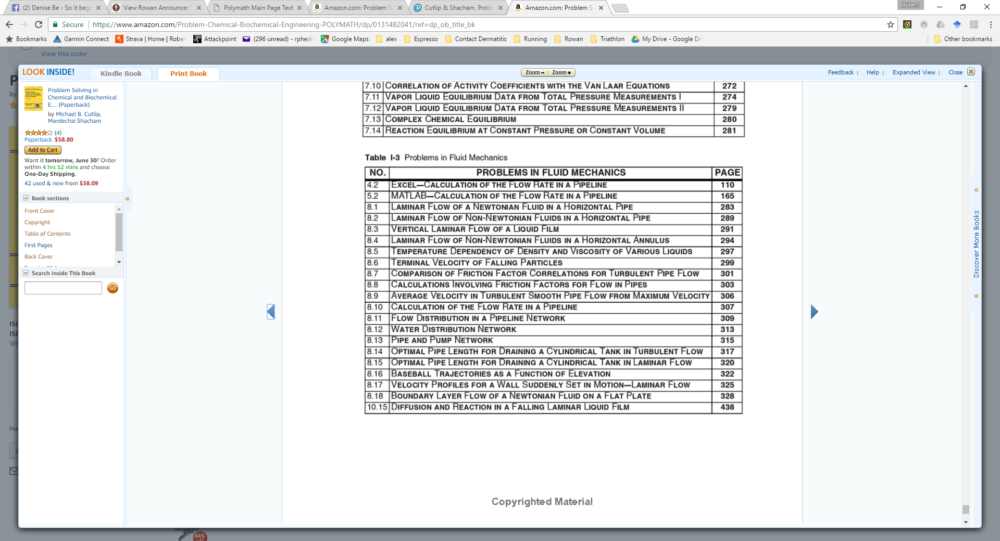 (2) Denise Be - So it begi
View Rowan Announcer
Polymath Main Page Text
Amazon.com: Problem S
Cutlip & Shacham, Probl
Amazon.com: Problem S
Robert
Secure https://www.amazon.com/Problem-Chemical-Biochemical-Engineering-POLYMATH/dp/0131482041/ref=dp_ob_title_bk
Bookmarks Garmin Connect Strava | Home | Rober Attackpoint (296 unread) - rphesk Google Maps alex Espresso Contact Dermatitis Running Rowan Triathlon My Drive - Google Dri Other bookmarks
View this order
LOOK INSIDE! Kindle Book Print Book Zoom − Zoom + Feedback | Help | Expanded View | Close
P
by
Problem Solving in
Chemical and Biochemical
E... (Paperback)
by Michael B. Cutlip,
Mordechai Shacham
(4)
Paperback $58.80
Add to Cart
Want it tomorrow, June 30? Order
within 4 hrs 52 mins and choose
One-Day Shipping.
42 used & new from $38.09
Book sections
Front Cover
Copyright
Table of Contents
First Pages
Back Cover
Search Inside This Book
GO
ISB
ISB
Wh
Ha
7.10 CORRELATION OF ACTIVITY COEFFICIENTS WITH THE VAN LAAR EQUATIONS 272
7.11 VAPOR LIQUID EQUILIBRIUM DATA FROM TOTAL PRESSURE MEASUREMENTS I 274
7.12 VAPOR LIQUID EQUILIBRIUM DATA FROM TOTAL PRESSURE MEASUREMENTS II 279
7.13 COMPLEX CHEMICAL EQUILIBRIUM 280
7.14 REACTION EQUILIBRIUM AT CONSTANT PRESSURE OR CONSTANT VOLUME 281
Table I-3 Problems in Fluid Mechanics
NO. PROBLEMS IN FLUID MECHANICS PAGE
4.2 EXCEL—CALCULATION OF THE FLOW RATE IN A PIPELINE 110
5.2 MATLAB—CALCULATION OF THE FLOW RATE IN A PIPELINE 165
8.1 LAMINAR FLOW OF A NEWTONIAN FLUID IN A HORIZONTAL PIPE 283
8.2 LAMINAR FLOW OF NON-NEWTONIAN FLUIDS IN A HORIZONTAL PIPE 289
8.3 VERTICAL LAMINAR FLOW OF A LIQUID FILM 291
8.4 LAMINAR FLOW OF NON-NEWTONIAN FLUIDS IN A HORIZONTAL ANNULUS 294
8.5 TEMPERATURE DEPENDENCY OF DENSITY AND VISCOSITY OF VARIOUS LIQUIDS 297
8.6 TERMINAL VELOCITY OF FALLING PARTICLES 299
8.7 COMPARISON OF FRICTION FACTOR CORRELATIONS FOR TURBULENT PIPE FLOW 301
8.8 CALCULATIONS INVOLVING FRICTION FACTORS FOR FLOW IN PIPES 303
8.9 AVERAGE VELOCITY IN TURBULENT SMOOTH PIPE FLOW FROM MAXIMUM VELOCITY 306
8.10 CALCULATION OF THE FLOW RATE IN A PIPELINE 307
8.11 FLOW DISTRIBUTION IN A PIPELINE NETWORK 309
8.12 WATER DISTRIBUTION NETWORK 313
8.13 PIPE AND PUMP NETWORK 315
8.14 OPTIMAL PIPE LENGTH FOR DRAINING A CYLINDRICAL TANK IN TURBULENT FLOW 317
8.15 OPTIMAL PIPE LENGTH FOR DRAINING A CYLINDRICAL TANK IN LAMINAR FLOW 320
8.16 BASEBALL TRAJECTORIES AS A FUNCTION OF ELEVATION 322
8.17 VELOCITY PROFILES FOR A WALL SUDDENLY SET IN MOTION—LAMINAR FLOW 325
8.18 BOUNDARY LAYER FLOW OF A NEWTONIAN FLUID ON A FLAT PLATE 328
10.15 DIFFUSION AND REACTION IN A FALLING LAMINAR LIQUID FILM 438
Copyrighted Material
Discover More Books
44%